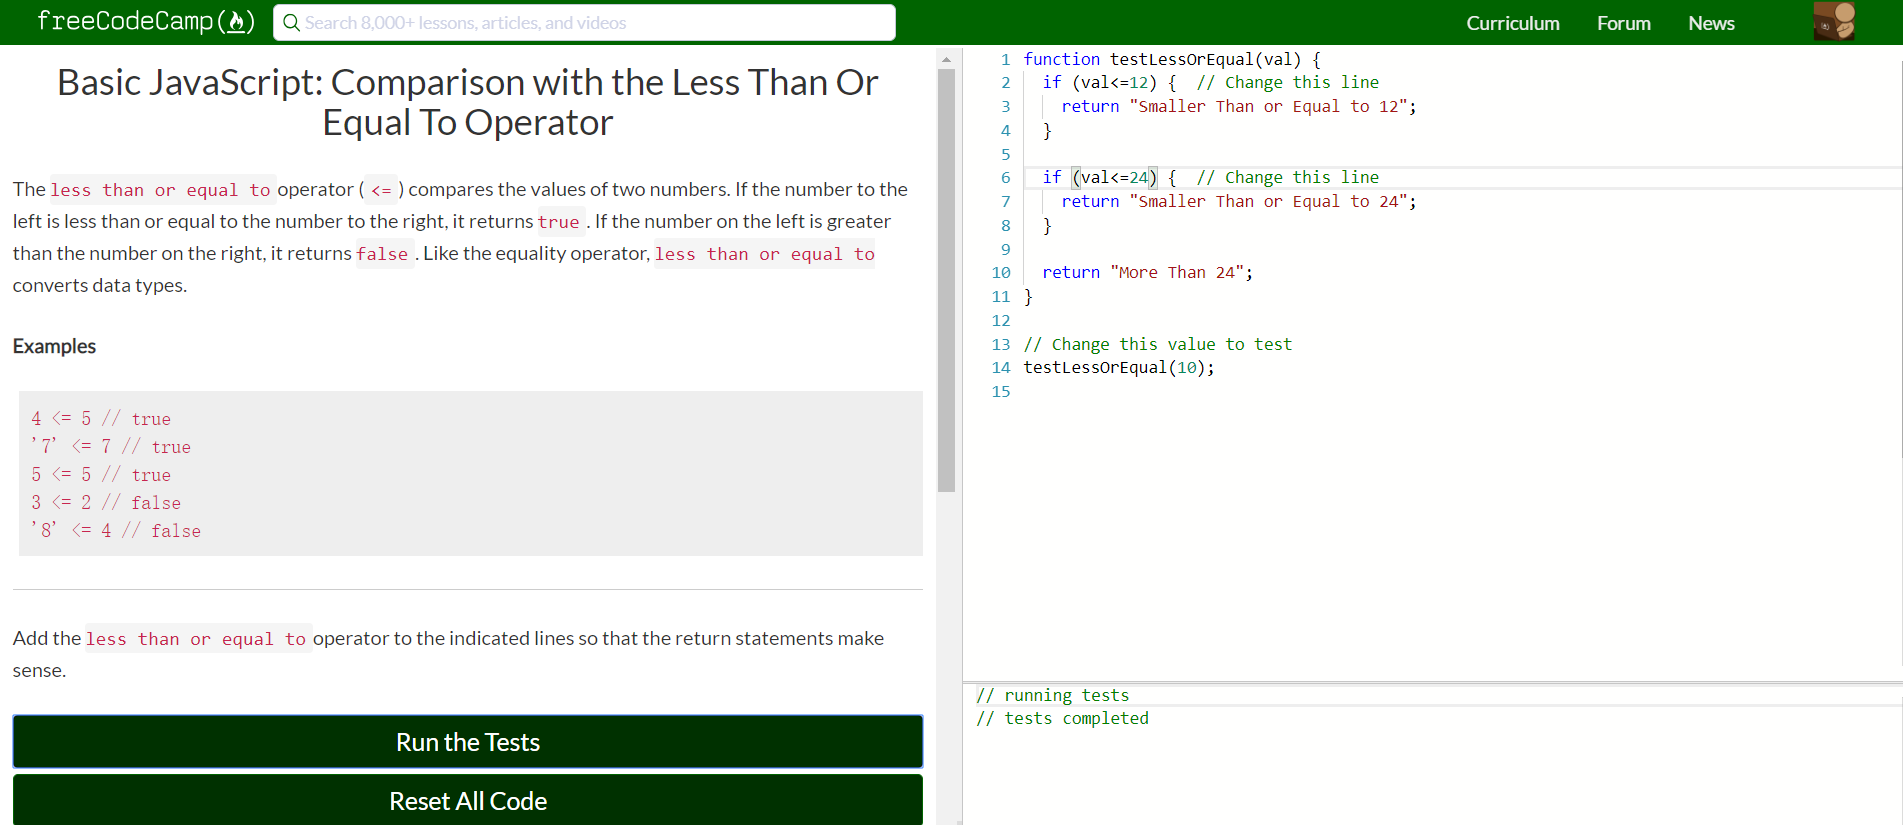 freeCodeCamp
Search 8,000+ lessons, articles, and videos
Curriculum
Forum
News
Basic JavaScript: Comparison with the Less Than Or
Equal To Operator
The less than or equal to operator ( <= ) compares the values of two numbers. If the number to the
left is less than or equal to the number to the right, it returns true . If the number on the left is greater
than the number on the right, it returns false . Like the equality operator, less than or equal to
converts data types.
Examples
4 <= 5 // true
'7' <= 7 // true
5 <= 5 // true
3 <= 2 // false
'8' <= 4 // false
Add the less than or equal to operator to the indicated lines so that the return statements make
sense.
Run the Tests
Reset All Code
1 function testLessOrEqual(val) {
2 if (val<=12) { // Change this line
3 return "Smaller Than or Equal to 12";
4 }
5
6 if (val<=24) { // Change this line
7 return "Smaller Than or Equal to 24";
8 }
9
10 return "More Than 24";
11 }
12
13 // Change this value to test
14 testLessOrEqual(10);
15
// running tests
// tests completed